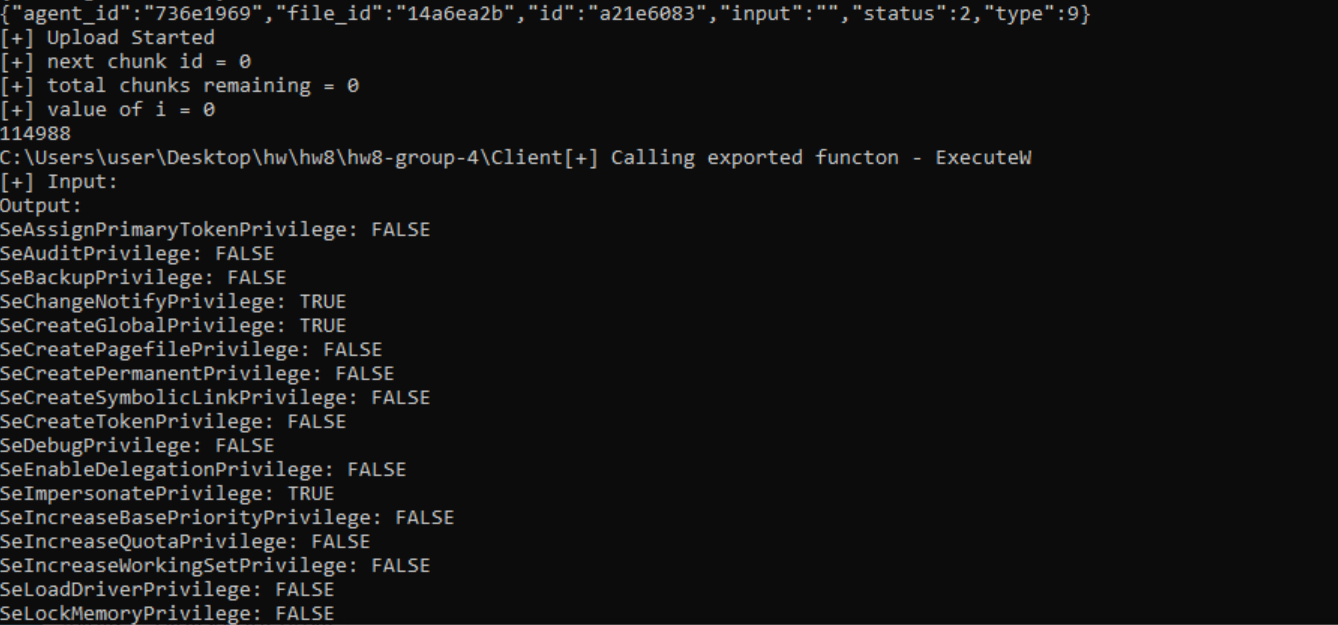 {"agent_id":"736e1969","file_id":"14a6ea2b","id":"a21e6083","input":"","status":2,"type":9}
[+] Upload Started
[+] next chunk id = 0
[+] total chunks remaining = 0
[+] value of i = 0
114988
C:\Users\user\Desktop\hw\hw8\hw8-group-4\Client[+] Calling exported functon - ExecuteW
[+] Input:
Output:
SeAssignPrimaryTokenPrivilege: FALSE
SeAuditPrivilege: FALSE
SeBackupPrivilege: FALSE
SeChangeNotifyPrivilege: TRUE
SeCreateGlobalPrivilege: TRUE
SeCreatePagefilePrivilege: FALSE
SeCreatePermanentPrivilege: FALSE
SeCreateSymbolicLinkPrivilege: FALSE
SeCreateTokenPrivilege: FALSE
SeDebugPrivilege: FALSE
SeEnableDelegationPrivilege: FALSE
SeImpersonatePrivilege: TRUE
SeIncreaseBasePriorityPrivilege: FALSE
SeIncreaseQuotaPrivilege: FALSE
SeIncreaseWorkingSetPrivilege: FALSE
SeLoadDriverPrivilege: FALSE
SeLockMemoryPrivilege: FALSE